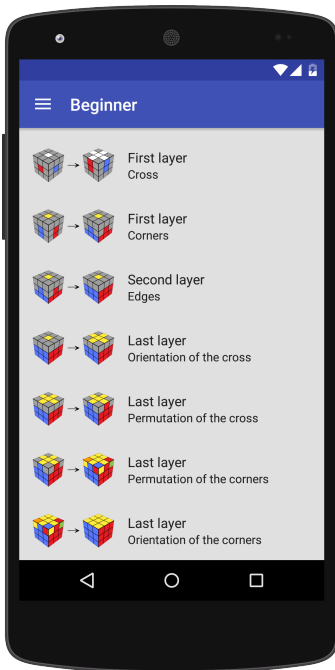 Beginner
First layer
Cross
First layer
Corners
Second layer
Edges
Last layer
Orientation of the cross
Last layer
Permutation of the cross
Last layer
Permutation of the corners
Last layer
Orientation of the corners